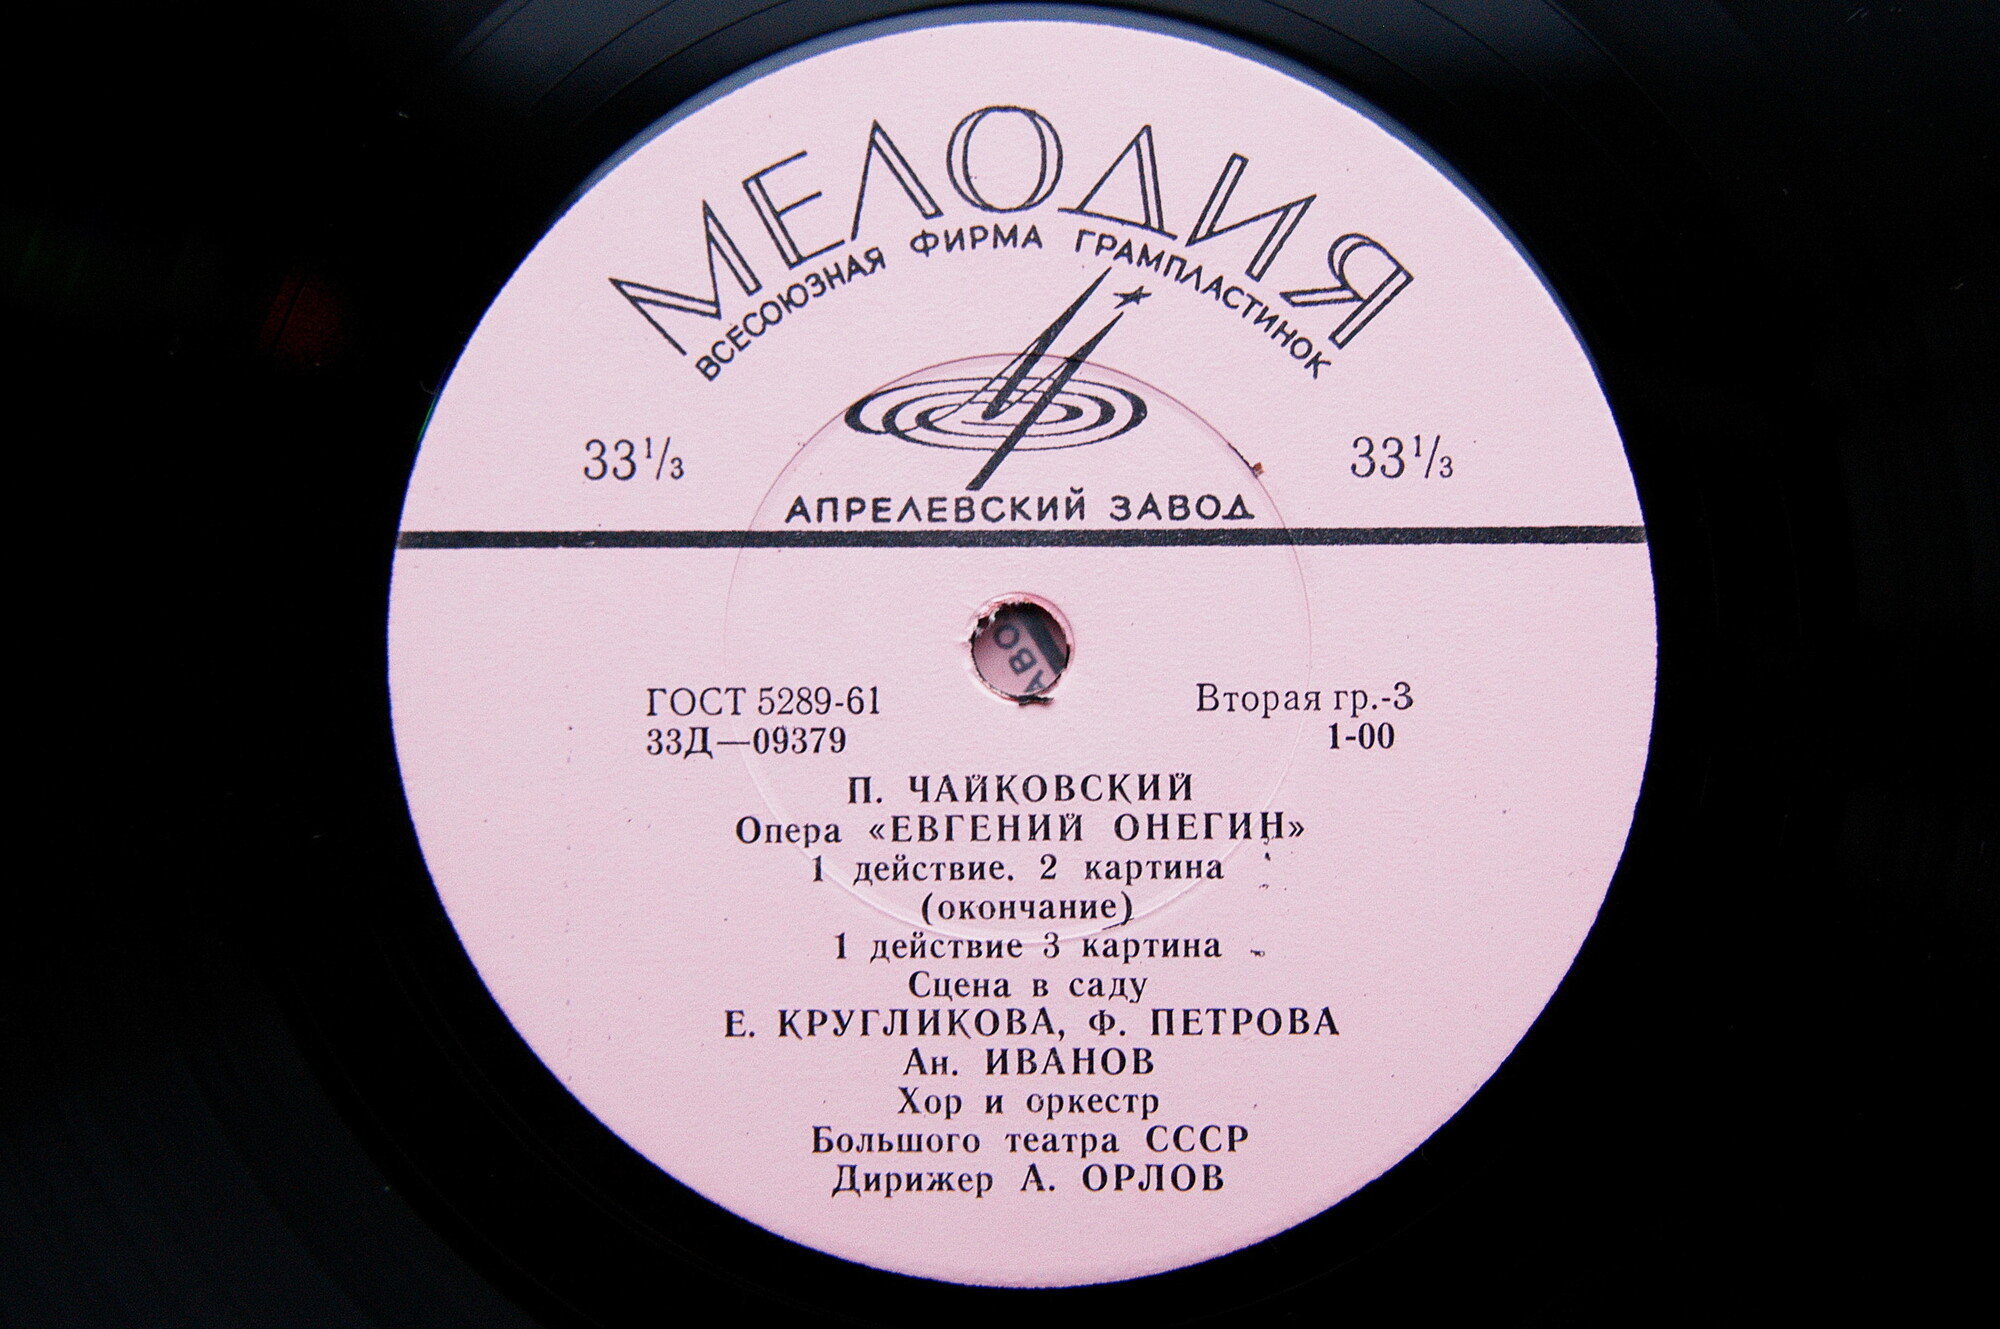 МЕЛОДИЯ
ВСЕСОЮЗНАЯ ФИРМА ГРАМПЛАСТИНОК
33⅓ 33⅓
АПРЕЛЕВСКИЙ ЗАВОД
АВО
ГОСТ 5289-61 Вторая гр.-3
33Д—09379 1-00
П. ЧАЙКОВСКИЙ
Опера «ЕВГЕНИЙ ОНЕГИН»
1 действие. 2 картина
(окончание)
1 действие 3 картина
Сцена в саду
Е. КРУГЛИКОВА, Ф. ПЕТРОВА
Ан. ИВАНОВ
Хор и оркестр
Большого театра СССР
Дирижер А. ОРЛОВ